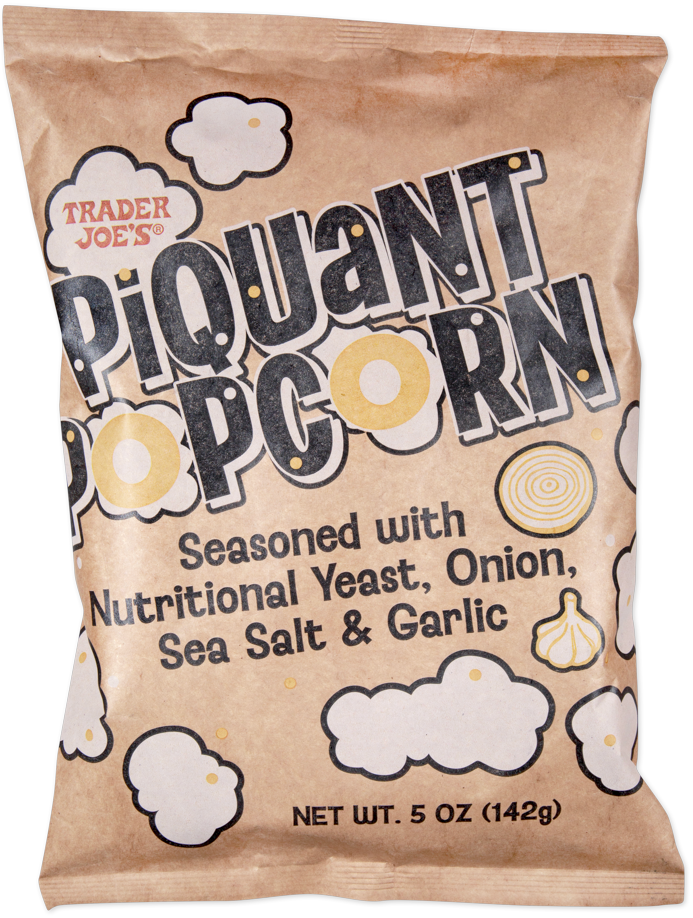 TRADER
JOE'S®
PiQUaNT
POPCORN
Seasoned with
Nutritional Yeast, Onion,
Sea Salt & Garlic
NET WT. 5 OZ (142g)